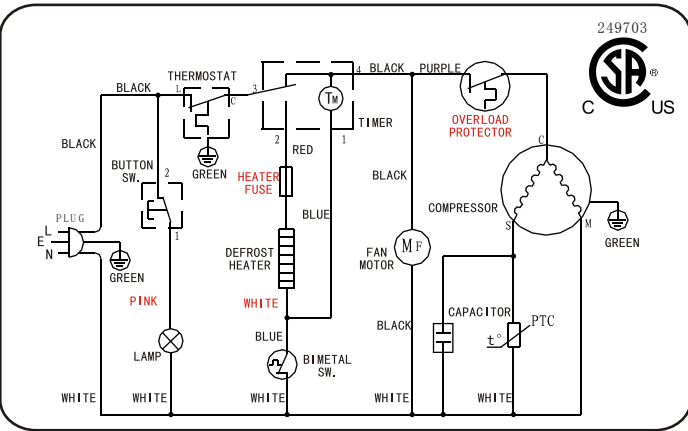 249703
CSA ®
C US
THERMOSTAT
BLACK
L
C
3
4
BLACK
PURPLE
TM
TIMER
OVERLOAD
PROTECTOR
BLACK
BUTTON
SW.
2
1
GREEN
2
RED
1
HEATER
FUSE
BLACK
C
PLUG
L
E
N
GREEN
BLUE
COMPRESSOR
S
M
GREEN
DEFROST
HEATER
MF
FAN
MOTOR
PINK
WHITE
BLACK
CAPACITOR
PTC
t°
LAMP
BLUE
BIMETAL
SW.
WHITE
WHITE
WHITE
WHITE
WHITE